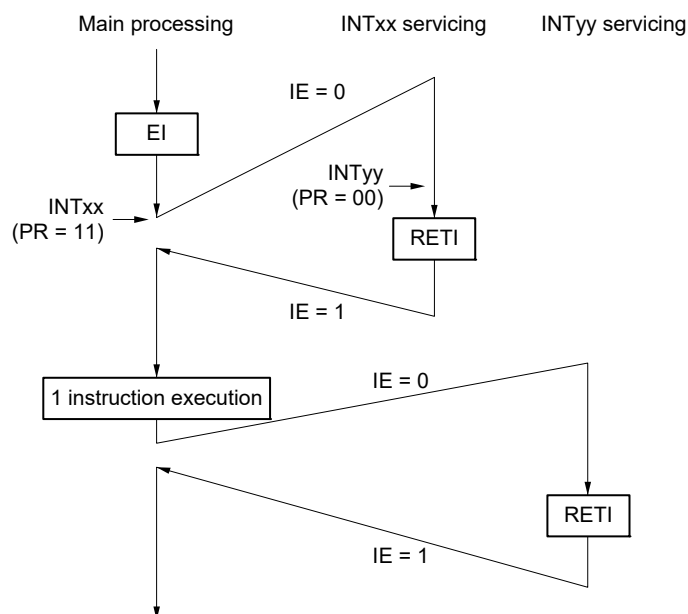 Main processing
INTxx servicing
INTyy servicing
IE = 0
EI
INTyy
(PR = 00)
INTxx
(PR = 11)
RETI
IE = 1
IE = 0
1 instruction execution
RETI
IE = 1